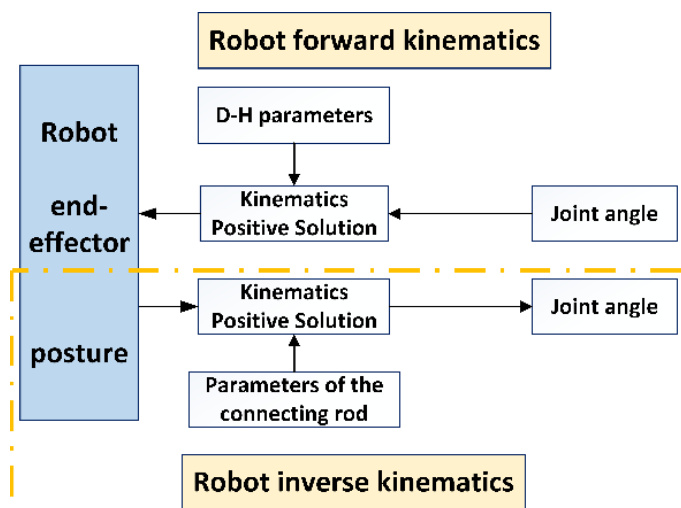 Robot forward kinematics
D-H parameters
Robot
end-
effector
posture
Kinematics
Positive Solution
Joint angle
Kinematics
Positive Solution
Joint angle
Parameters of the
connecting rod
Robot inverse kinematics